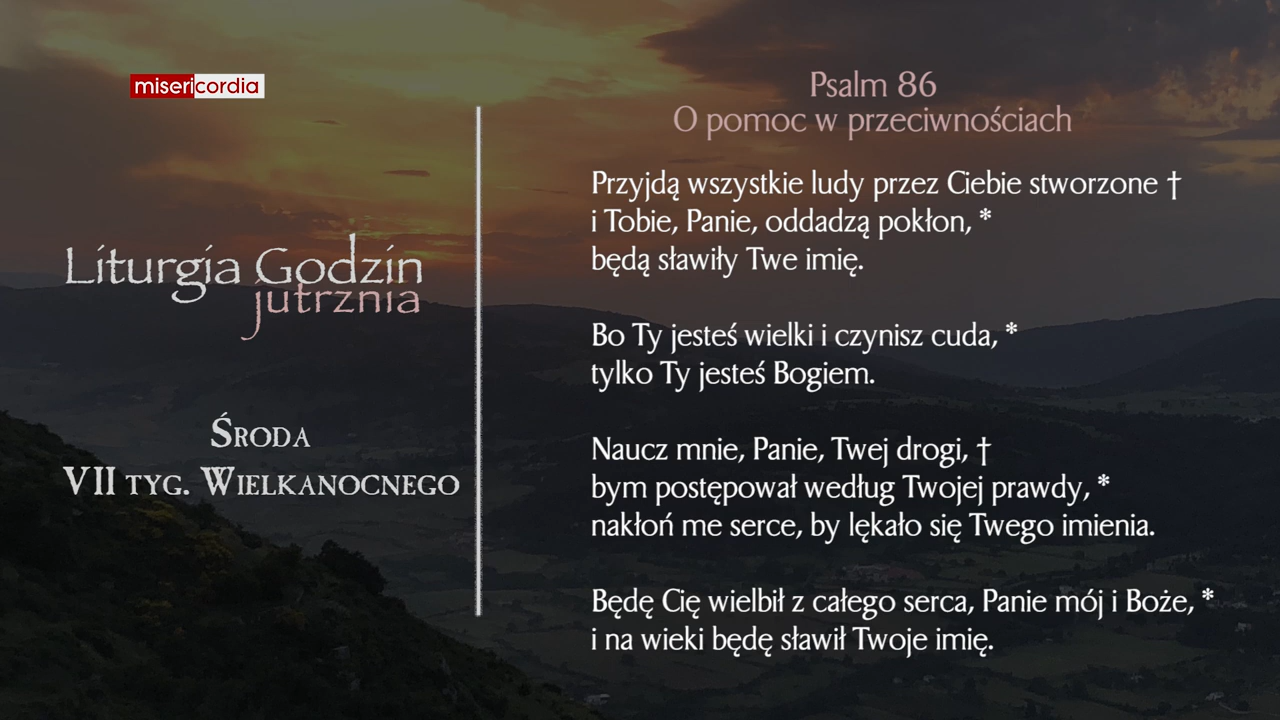 misericordia
Liturgia Godzin
jutrznia
Środa
VII tyg. Wielkanocnego
Psalm 86
O pomoc w przeciwnościach
Przyjdą wszystkie ludy przez Ciebie stworzone †
i Tobie, Panie, oddadzą pokłon, *
będą sławiły Twe imię.
Bo Ty jesteś wielki i czynisz cuda, *
tylko Ty jesteś Bogiem.
Naucz mnie, Panie, Twej drogi, †
bym postępował według Twojej prawdy, *
nakłoń me serce, by lękało się Twego imienia.
Będę Cię wielbił z całego serca, Panie mój i Boże, *
i na wieki będę sławił Twoje imię.